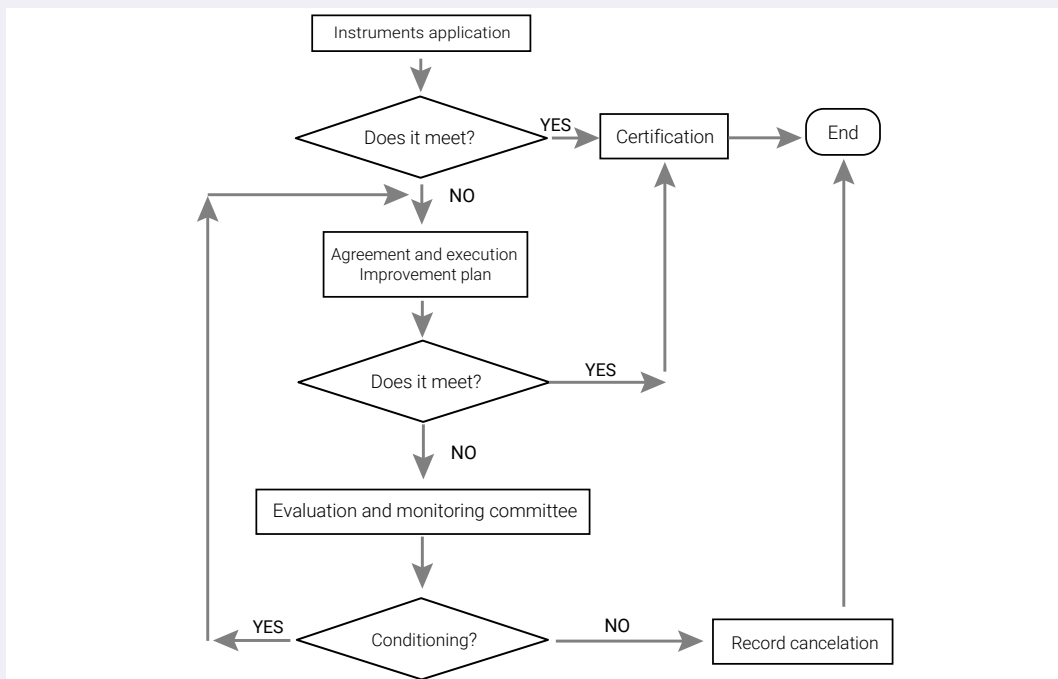 Instruments application
Does it meet?
YES
Certification
End
NO
Agreement and execution
Improvement plan
Does it meet?
YES
NO
Evaluation and monitoring committee
YES
Conditioning?
NO
Record cancelation